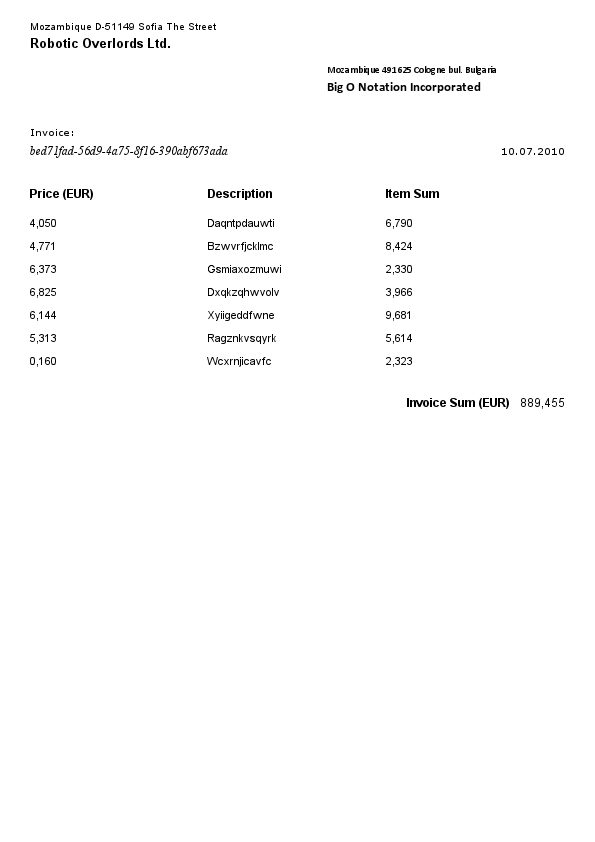 Mozambique D-51149 Sofia The Street
Robotic Overlords Ltd.
Mozambique 491625 Cologne bul. Bulgaria
Big O Notation Incorporated
Invoice:
bed71fad-56d9-4a75-8f16-390abf673ada 10.07.2010
Price (EUR) Description Item Sum
4,050 Daqntpdauwti 6,790
4,771 Bzwvrfjcklmc 8,424
6,373 Gsmiaxozmuwi 2,330
6,825 Dxqkzqhwvolv 3,966
6,144 Xyiigeddfwne 9,681
5,313 Ragznkvsqyrk 5,614
0,160 Wcxrnjicavfc 2,323
Invoice Sum (EUR) 889,455